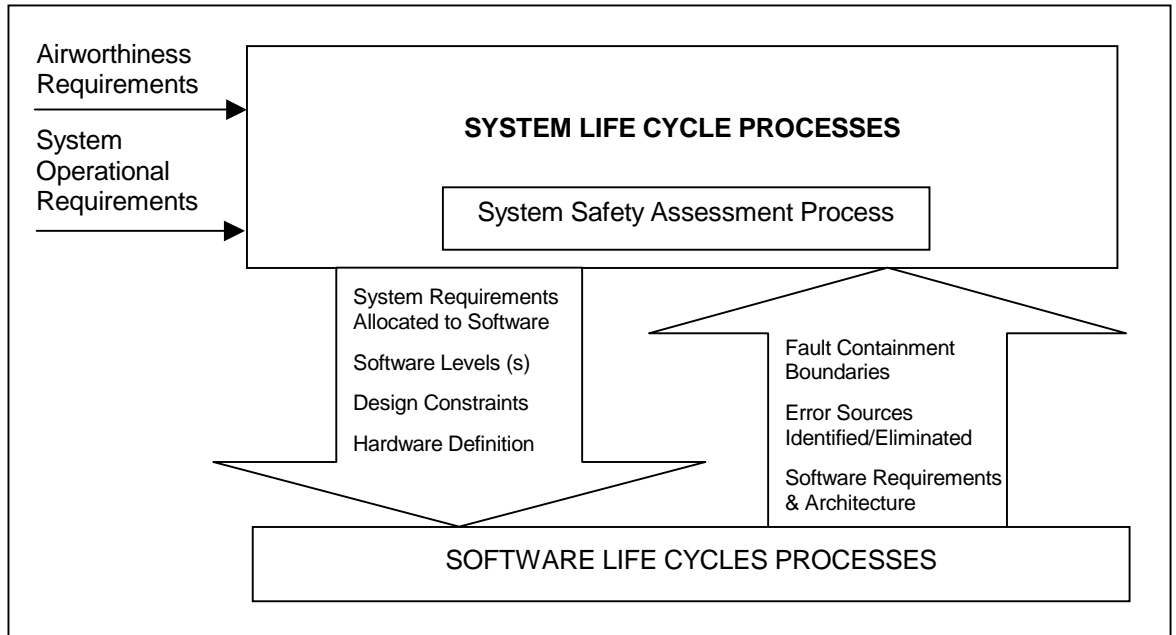 Airworthiness
Requirements
System
Operational
Requirements
SYSTEM LIFE CYCLE PROCESSES
System Safety Assessment Process
System Requirements
Allocated to Software
Software Levels (s)
Design Constraints
Hardware Definition
Fault Containment
Boundaries
Error Sources
Identified/Eliminated
Software Requirements
& Architecture
SOFTWARE LIFE CYCLES PROCESSES